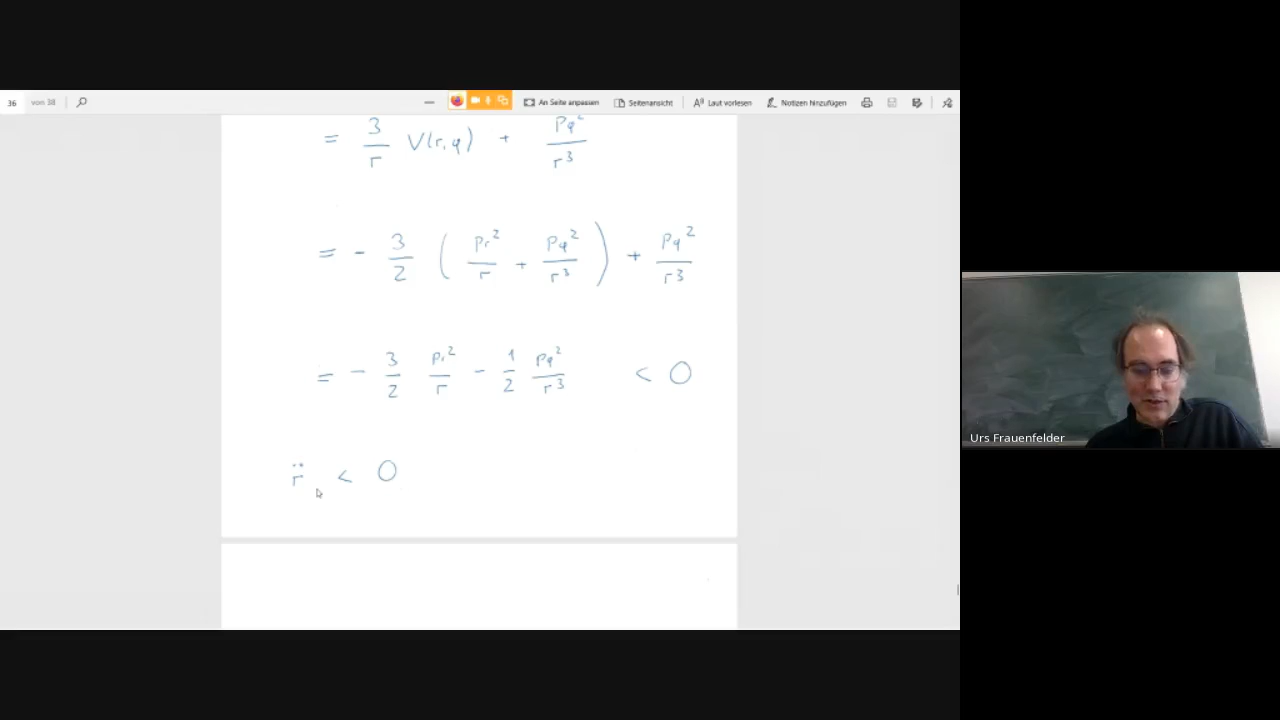 36 von 38 An Seite anpassen Seitenansicht Laut vorlesen Notizen hinzufügen
= 3/r V(r,φ) + pφ²/r³
= - 3/2 ( pr²/r + pφ²/r³ ) + pφ²/r³
= - 3/2 pr²/r - 1/2 pφ²/r³ < 0
r̈ < 0
Urs Frauenfelder